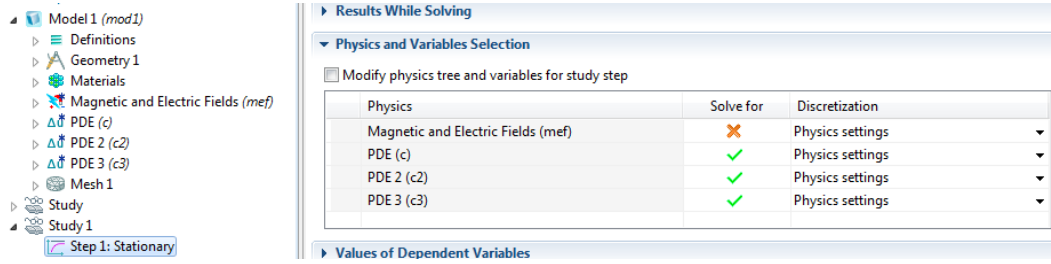 Model 1 (mod1)
Definitions
Geometry 1
Materials
Magnetic and Electric Fields (mef)
PDE (c)
PDE 2 (c2)
PDE 3 (c3)
Mesh 1
Study
Study 1
Step 1: Stationary
Results While Solving
Physics and Variables Selection
Modify physics tree and variables for study step
Physics Solve for Discretization
Magnetic and Electric Fields (mef) Physics settings
PDE (c) Physics settings
PDE 2 (c2) Physics settings
PDE 3 (c3) Physics settings
Values of Dependent Variables